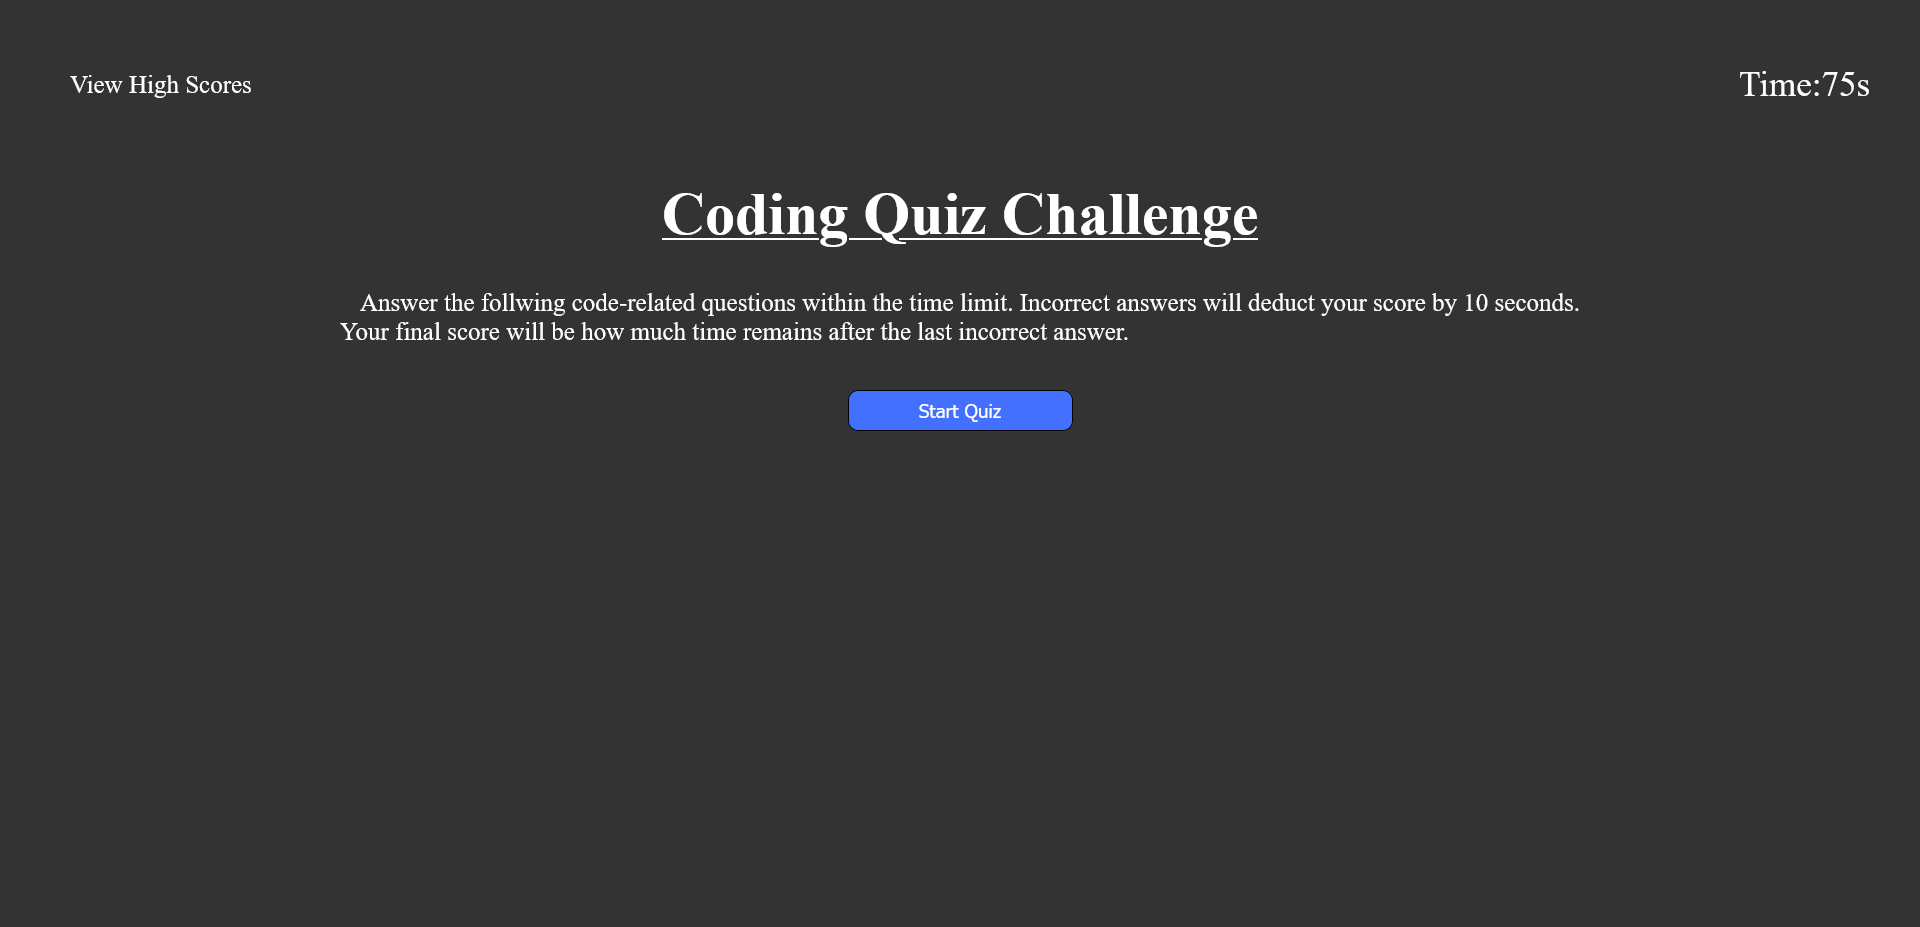 View High Scores
Time:75s
Coding Quiz Challenge
Answer the follwing code-related questions within the time limit. Incorrect answers will deduct your score by 10 seconds.
Your final score will be how much time remains after the last incorrect answer.
Start Quiz